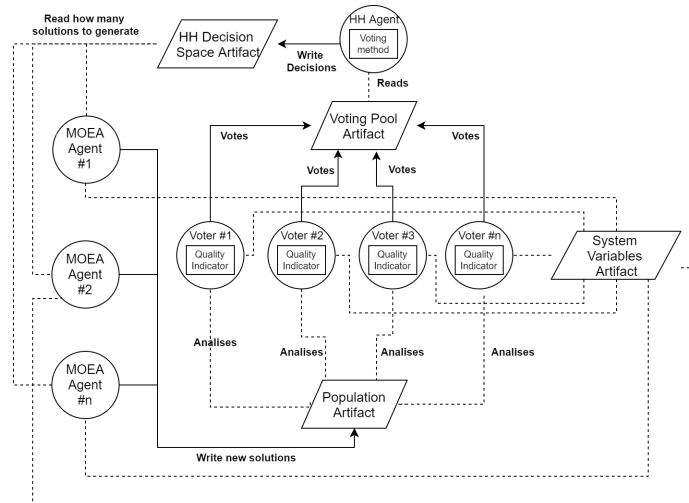 Read how many
solutions to generate
HH Decision
Space Artifact
Write
Decisions
HH Agent
Voting
method
Reads
Voting Pool
Artifact
Votes
Votes
Votes
Votes
MOEA
Agent
#1
MOEA
Agent
#2
MOEA
Agent
#n
Voter #1
Quality
Indicator
Voter #2
Quality
Indicator
Voter #3
Quality
Indicator
Voter #n
Quality
Indicator
System
Variables
Artifact
Analises
Analises
Analises
Analises
Population
Artifact
Write new solutions